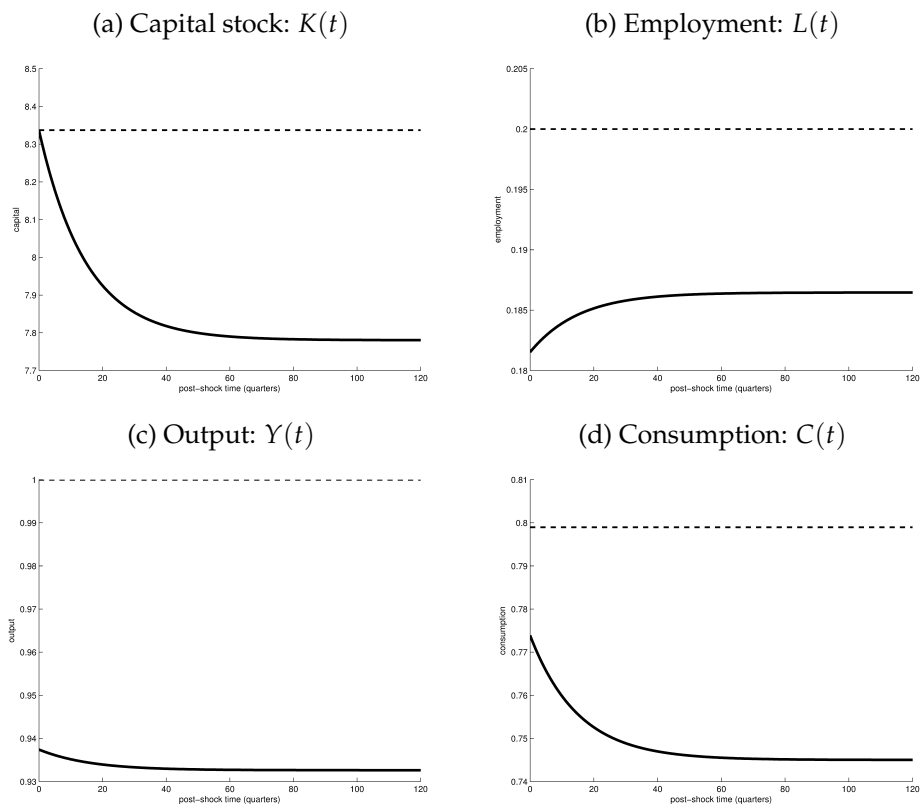 (a) Capital stock: K(t)
8.5
8.4
8.3
8.2
8.1
8
7.9
7.8
7.7
capital
0 20 40 60 80 100 120
post−shock time (quarters)
(b) Employment: L(t)
0.205
0.2
0.195
0.19
0.185
0.18
employment
0 20 40 60 80 100 120
post−shock time (quarters)
(c) Output: Y(t)
1
0.99
0.98
0.97
0.96
0.95
0.94
0.93
output
0 20 40 60 80 100 120
post−shock time (quarters)
(d) Consumption: C(t)
0.81
0.8
0.79
0.78
0.77
0.76
0.75
0.74
consumption
0 20 40 60 80 100 120
post−shock time (quarters)